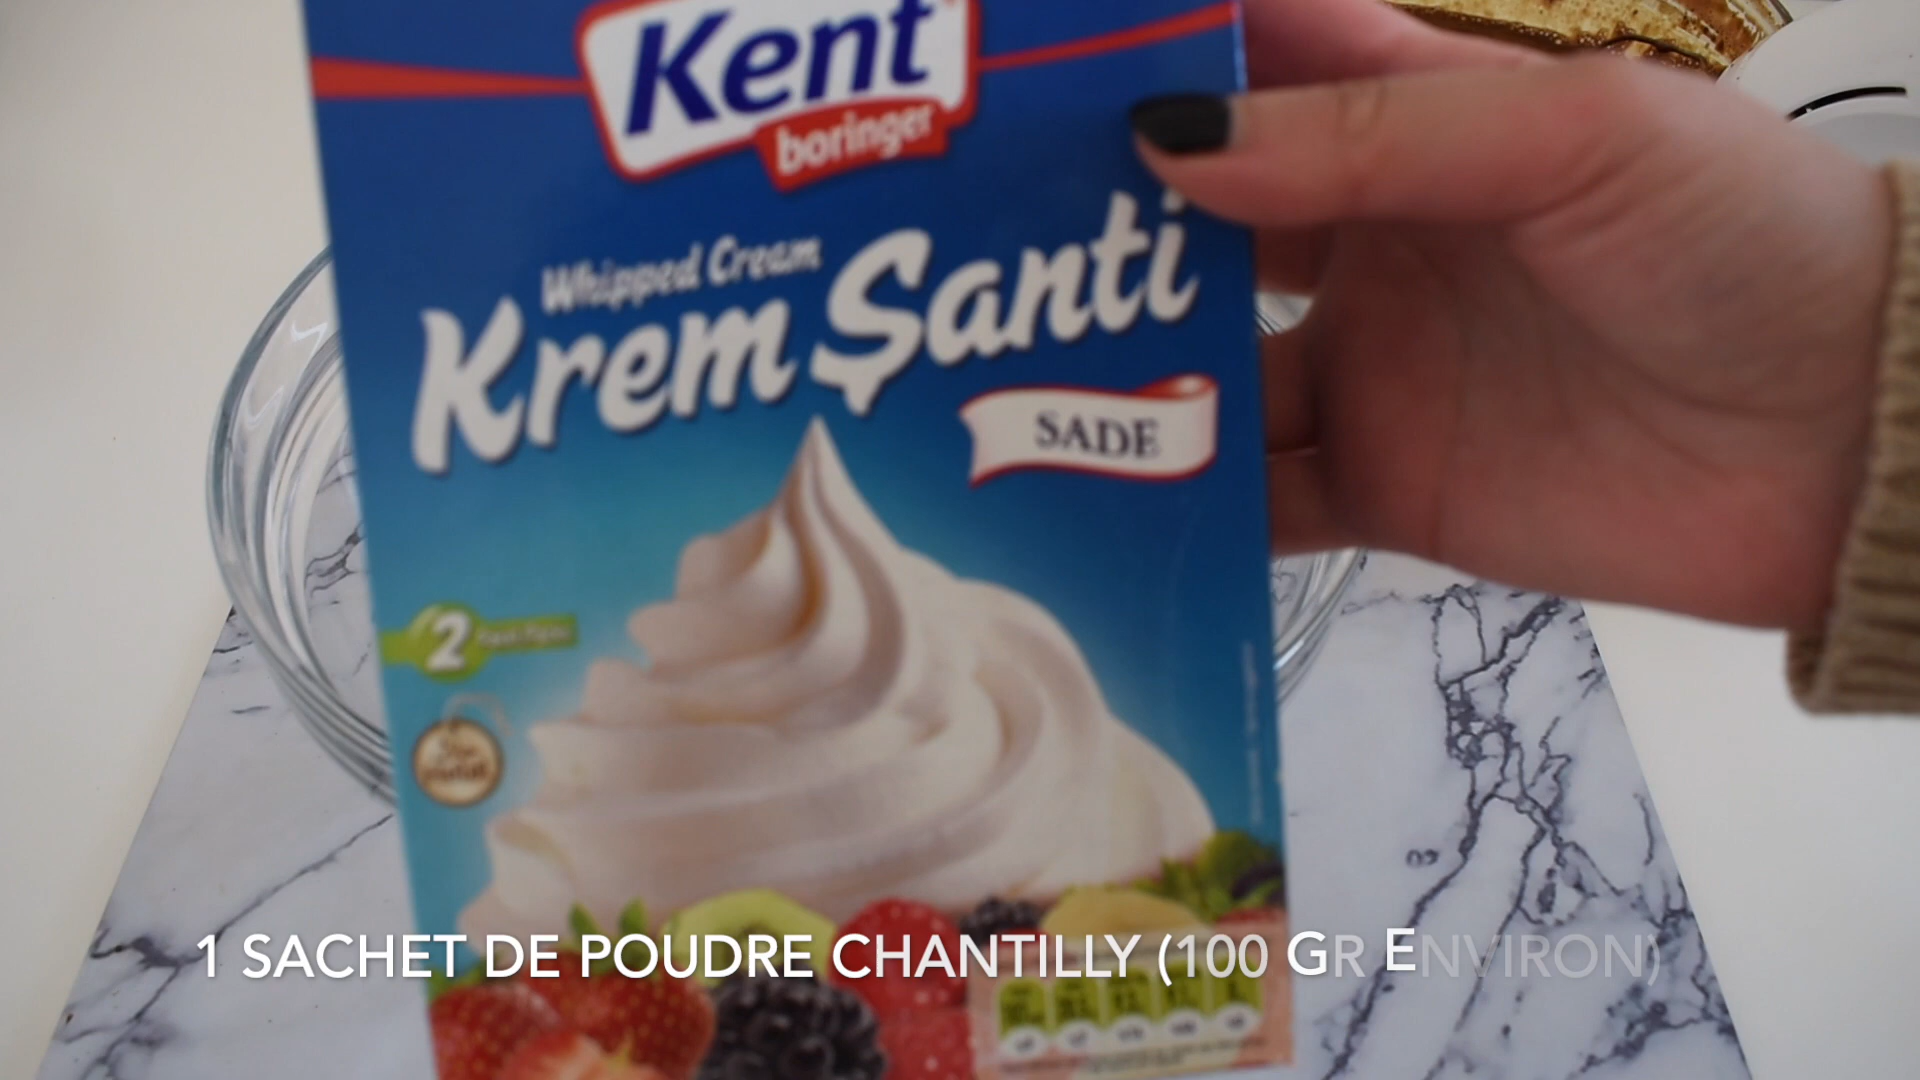 Kent
boringer
Whipped Cream
Krem Şanti
SADE
2
1 SACHET DE POUDRE CHANTILLY (100 GR ENVIRON)